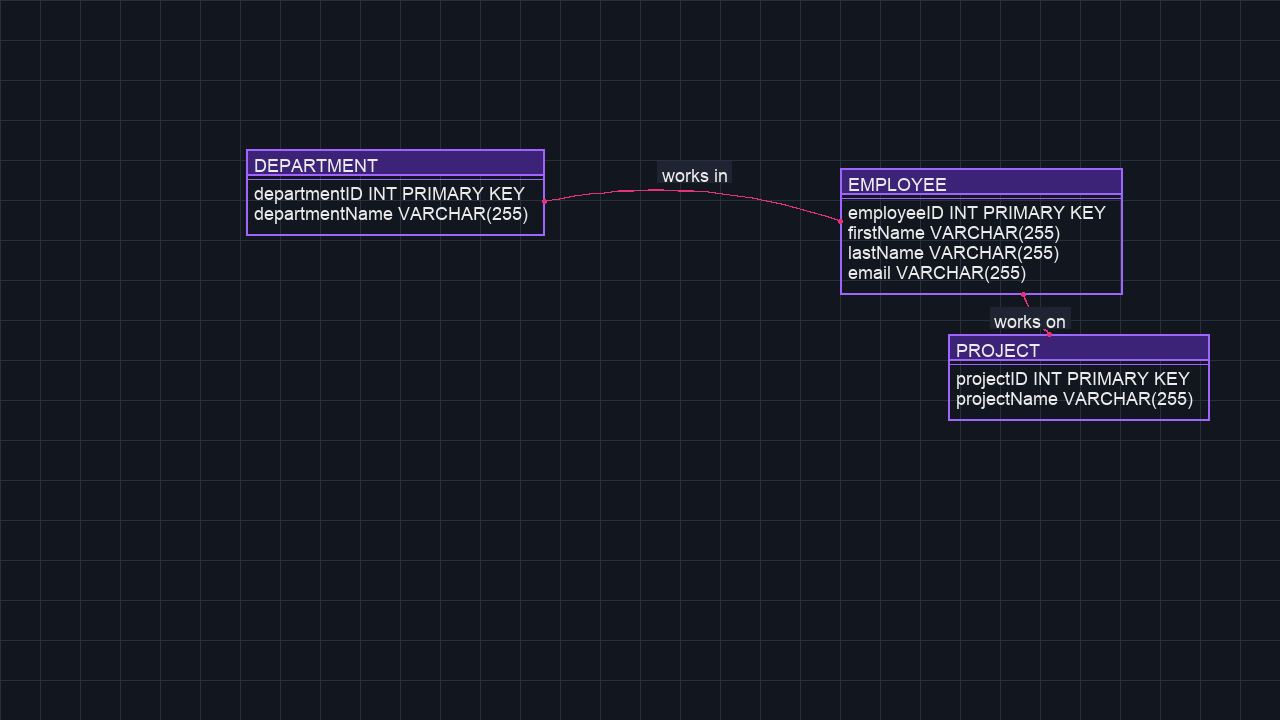 DEPARTMENT
departmentID INT PRIMARY KEY
departmentName VARCHAR(255)
works in
EMPLOYEE
employeeID INT PRIMARY KEY
firstName VARCHAR(255)
lastName VARCHAR(255)
email VARCHAR(255)
works on
PROJECT
projectID INT PRIMARY KEY
projectName VARCHAR(255)